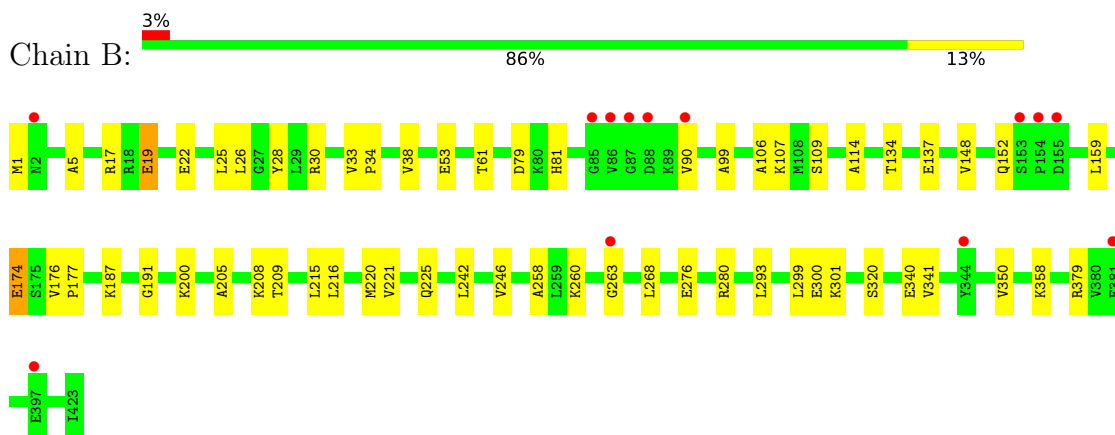 3%
Chain B:
86% 13%
M1 N2 A5 R17 R18 E19 E22 L25 L26 G27 Y28 L29 R30 V33 P34 V38 E53 T61 D79 K80 H81 G85 V86 G87 D88 K89 V90 A99 A106 K107 M108 S109 A114 T134 E137 V148 Q152 S153 P154 D155 L159
E174 S175 V176 P177 K187 G191 K200 A205 K208 T209 L215 L216 M220 V221 Q225 L242 V246 A258 L259 K260 G263 L268 E276 R280 L293 L299 E300 K301 S320 E340 V341 Y344 V350 K358 R379 V380
E397 I423